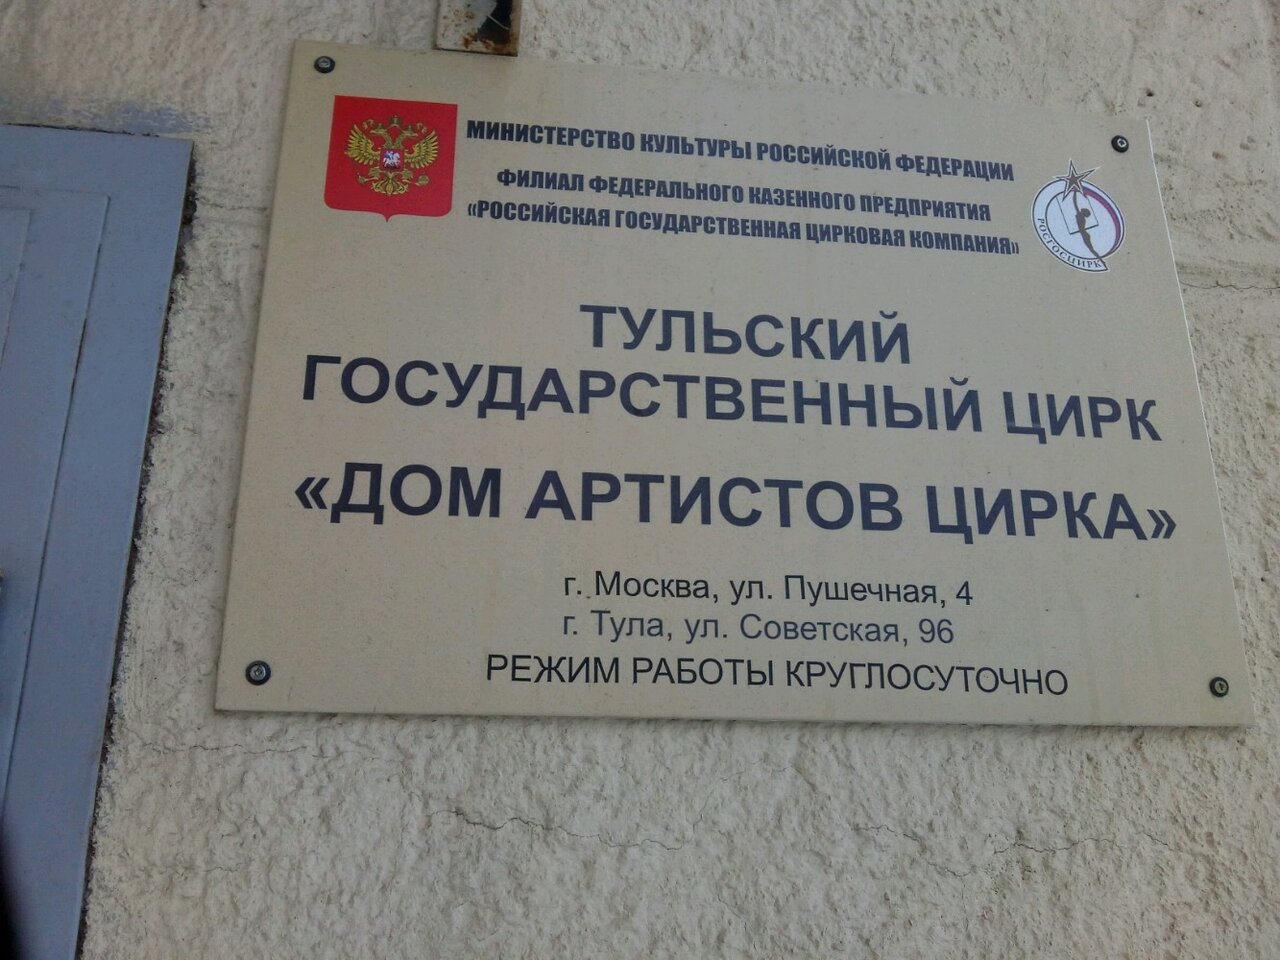 МИНИСТЕРСТВО КУЛЬТУРЫ РОССИЙСКОЙ ФЕДЕРАЦИИ
ФИЛИАЛ ФЕДЕРАЛЬНОГО КАЗЕННОГО ПРЕДПРИЯТИЯ
«РОССИЙСКАЯ ГОСУДАРСТВЕННАЯ ЦИРКОВАЯ КОМПАНИЯ»
РОСГОСЦИРК
ТУЛЬСКИЙ
ГОСУДАРСТВЕННЫЙ ЦИРК
«ДОМ АРТИСТОВ ЦИРКА»
г. Москва, ул. Пушечная, 4
г. Тула, ул. Советская, 96
РЕЖИМ РАБОТЫ КРУГЛОСУТОЧНО